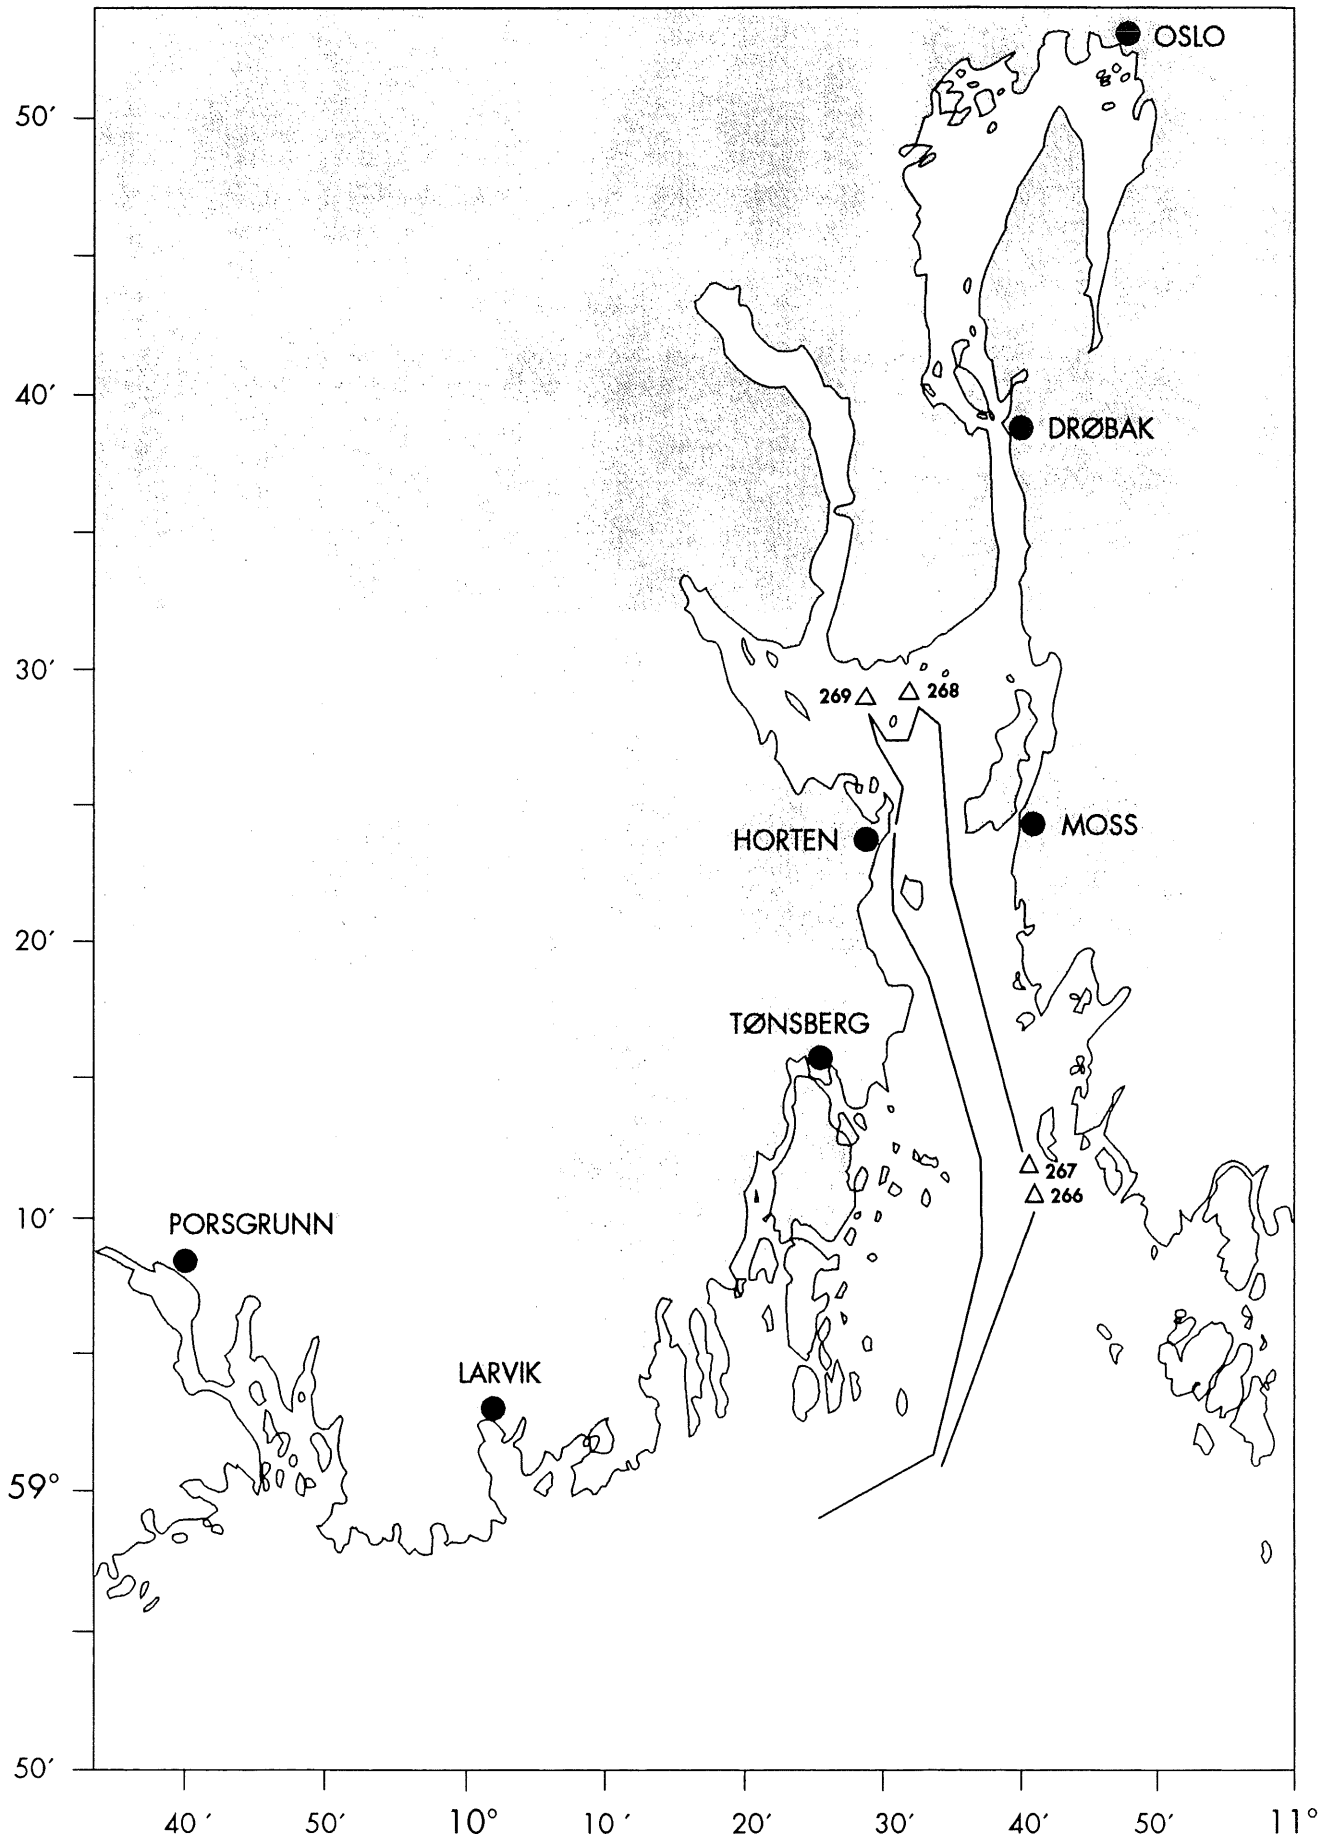 OSLO
50′
40′
DRØBAK
30′
269
268
HORTEN
MOSS
20′
TØNSBERG
267
266
10′
PORSGRUNN
LARVIK
59°
50′
40′ 50′ 10° 10′ 20′ 30′ 40′ 50′ 11°